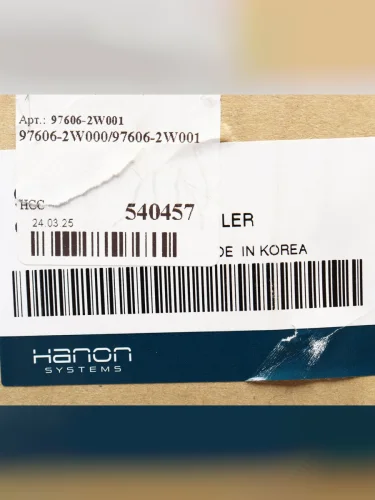 Арт.: 97606-2W001
97606-2W000/97606-2W001
HCC
24.03.25
540457
LER
DE IN KOREA
Hanon
SYSTEMS